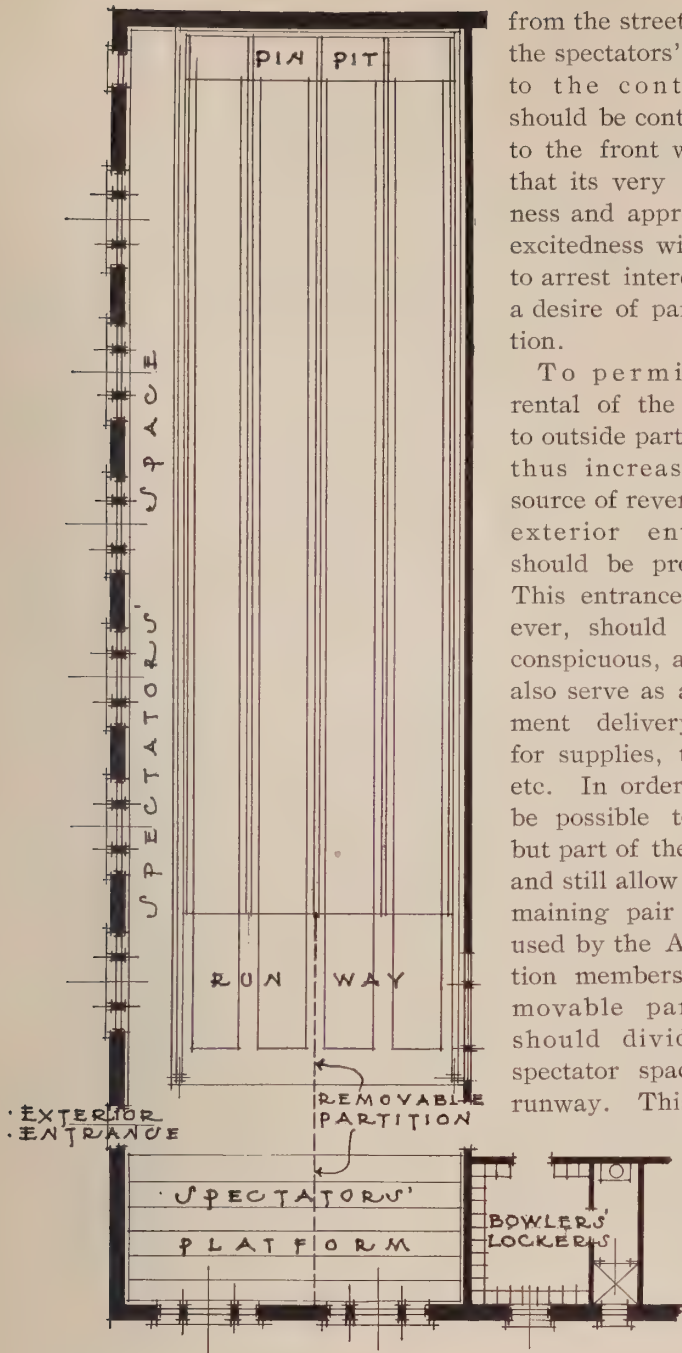 PIN PIT
SPECTATORS' SPACE
RUN WAY
REMOVABLE
PARTITION
· EXTERIOR
· ENTRANCE
· SPECTATORS'
PLATFORM
BOWLERS'
LOCKERS
from the street
the spectators'
to the cont
should be cont
to the front w
that its very
ness and appr
excitedness wi
to arrest inter
a desire of pa
tion.
To permi
rental of the
to outside part
thus increas
source of rever
exterior ent
should be pr
This entrance
ever, should
conspicuous, a
also serve as a
ment delivery
for supplies, t
etc. In order
be possible t
but part of the
and still allow
maining pair
used by the A
tion members
movable par
should divid
spectator spac
runway. Thi